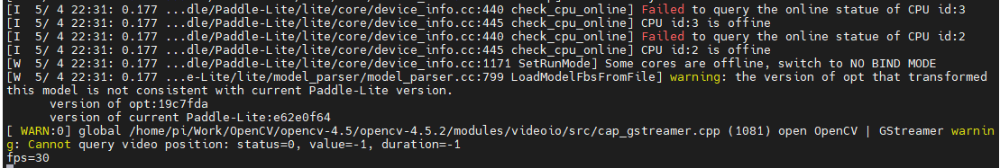 [I  5/ 4 22:31: 0.177 ...dle/Paddle-Lite/lite/core/device_info.cc:440 check_cpu_online] Failed to query the online statue of CPU id:3
[I  5/ 4 22:31: 0.177 ...dle/Paddle-Lite/lite/core/device_info.cc:445 check_cpu_online] CPU id:3 is offine
[I  5/ 4 22:31: 0.177 ...dle/Paddle-Lite/lite/core/device_info.cc:440 check_cpu_online] Failed to query the online statue of CPU id:2
[I  5/ 4 22:31: 0.177 ...dle/Paddle-Lite/lite/core/device_info.cc:445 check_cpu_online] CPU id:2 is offine
[W  5/ 4 22:31: 0.177 ...dle/Paddle-Lite/lite/core/device_info.cc:1171 SetRunMode] Some cores are offline, switch to NO BIND MODE
[W  5/ 4 22:31: 0.177 ...e-Lite/lite/model_parser/model_parser.cc:799 LoadModelFbsFromFile] warning: the version of opt that transformed
this model is not consistent with current Paddle-Lite version.
      version of opt:19c7fda
      version of current Paddle-Lite:e62e0f64
[ WARN:0] global /home/pi/Work/OpenCV/opencv-4.5/opencv-4.5.2/modules/videoio/src/cap_gstreamer.cpp (1081) open OpenCV | GStreamer warnin
g: Cannot query video position: status=0, value=-1, duration=-1
fps=30